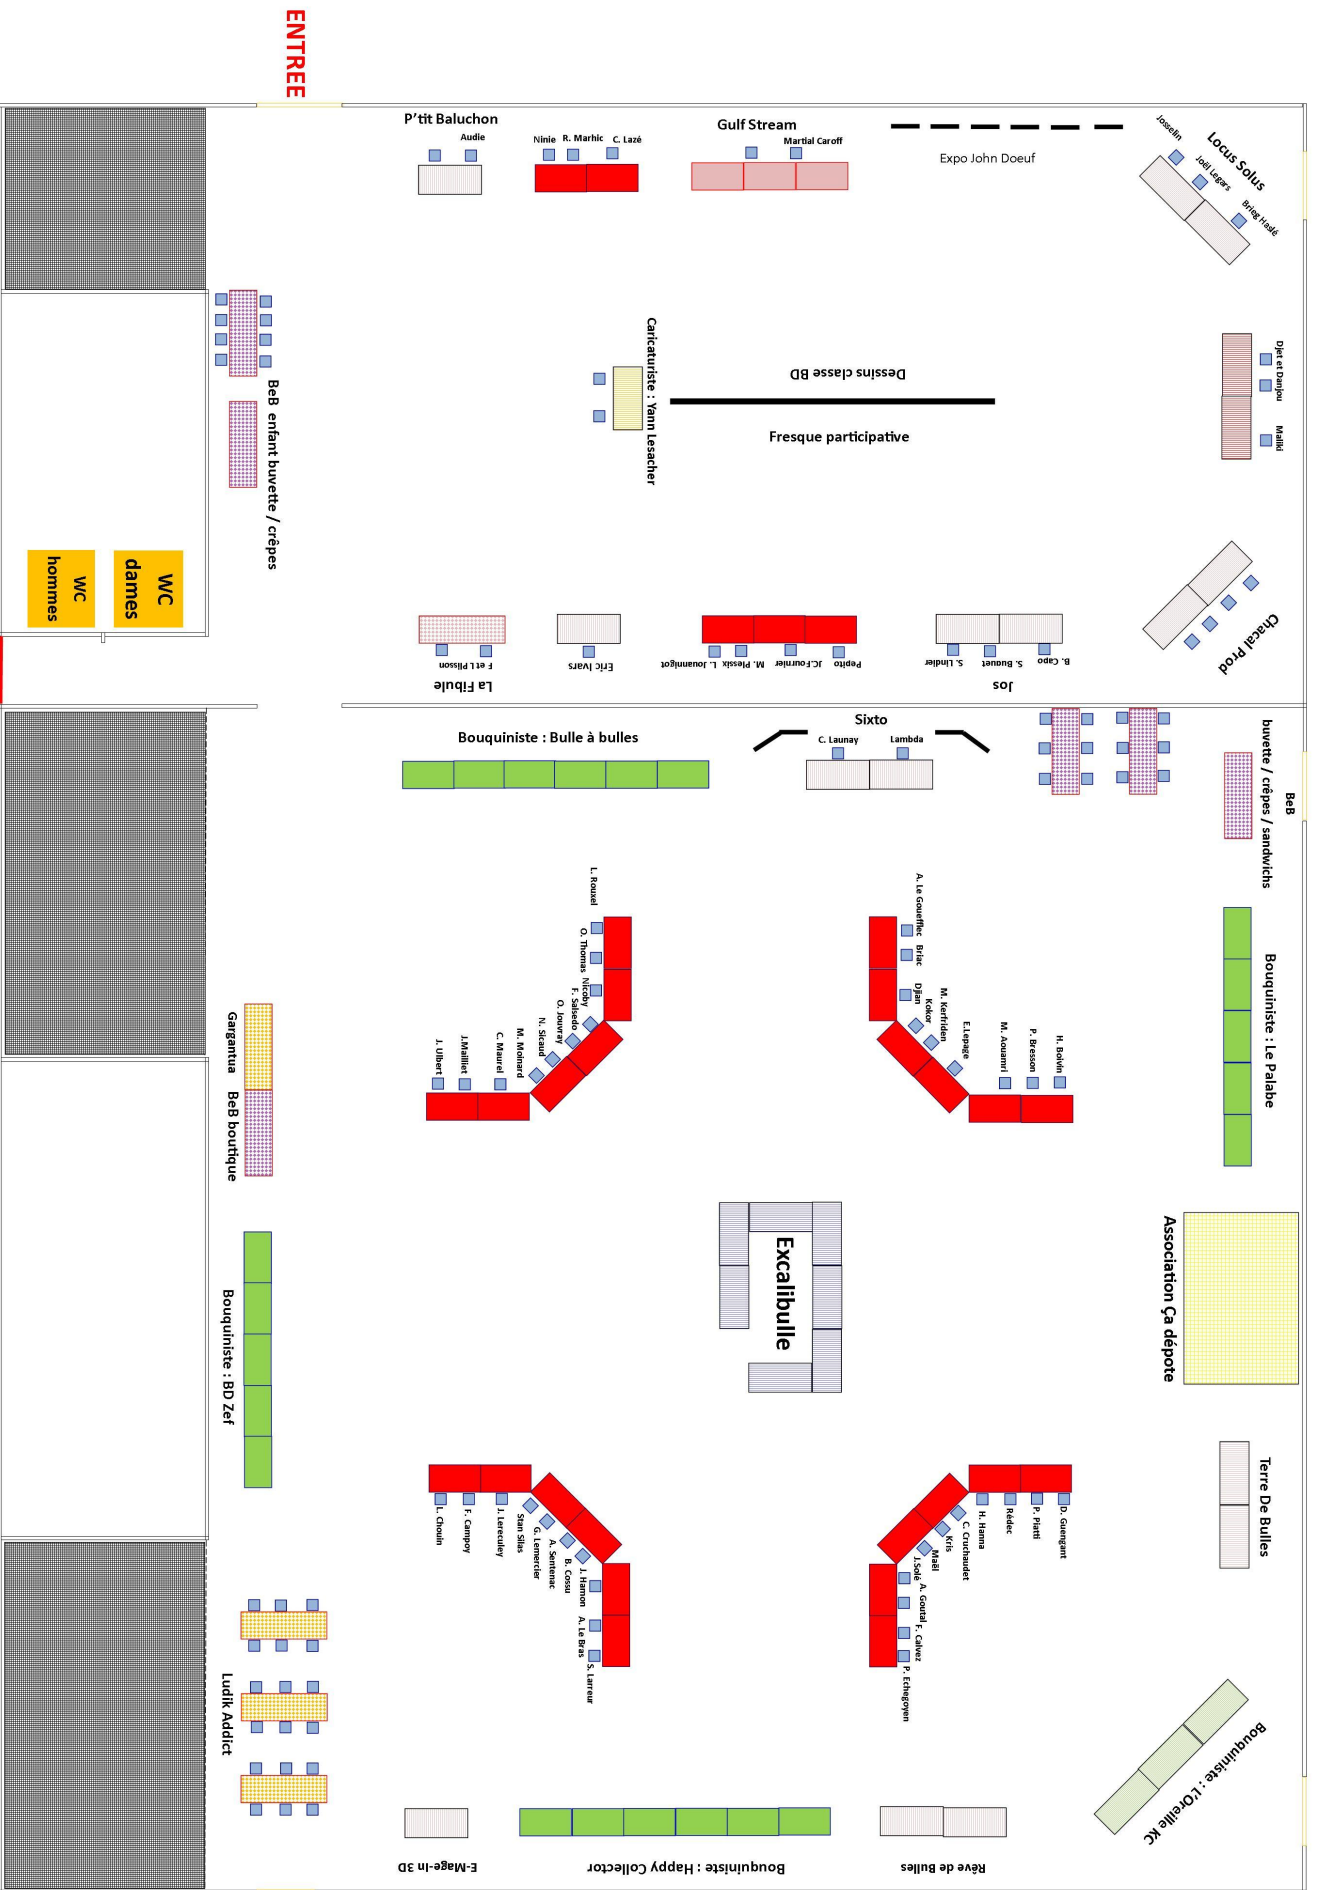 ENTREE
P'tit Baluchon
Audie
Ninie
R. Marhic
C. Lazé
Gulf Stream
Martial Caroff
Expo John Doeuf
Locus Solus
Josselin
Joël Legars
Brieg Haslé
Caricaturiste : Yann Lesacher
Dessins classe BD
Fresque participative
Djet et Danjou
Maliki
BeB enfant buvette / crêpes
WC
dames
WC
hommes
La Fibule
F et L Plisson
Eric Ivars
L. Jouannigot
M. Plessix
JC.Fournier
Pepito
Jos
S. Lindier
S. Buquet
B. Capo
Chacal Prod
Bouquiniste : Bulle à bulles
Sixto
C. Launay
Lambda
BeB
buvette / crêpes / sandwichs
L. Rouxel
O. Thomas
Nicoby
F. Salsedo
O. Jouvray
N. Sicaud
M. Moinard
C. Maurel
J.Mailliet
J. Ulbert
A. Le Gouefflec
Briac
Djian
Kokor
M. Kerfriden
E.Lepage
M. Aouamri
P. Bresson
H. Boivin
Bouquiniste : Le Palabe
Gargantua
BeB boutique
Excalibulle
Association Ça dépote
Bouquiniste : BD Zef
Terre De Bulles
L. Chouin
F. Campoy
J. Lereculey
Stan Silas
G. Lemercier
A. Sentenac
B. Cossu
J. Hamon
A. Le Bras
S. Larreur
D. Guengant
P. Piatti
Rédec
H. Hanna
C. Cruchaudet
Kris
Maël
J.Solé
A. Goutal
F. Calvez
P. Echegoyen
Ludik Addict
Bouquiniste : L'Oreille KC
E-Mage-In 3D
Bouquiniste : Happy Collector
Rêve de Bulles